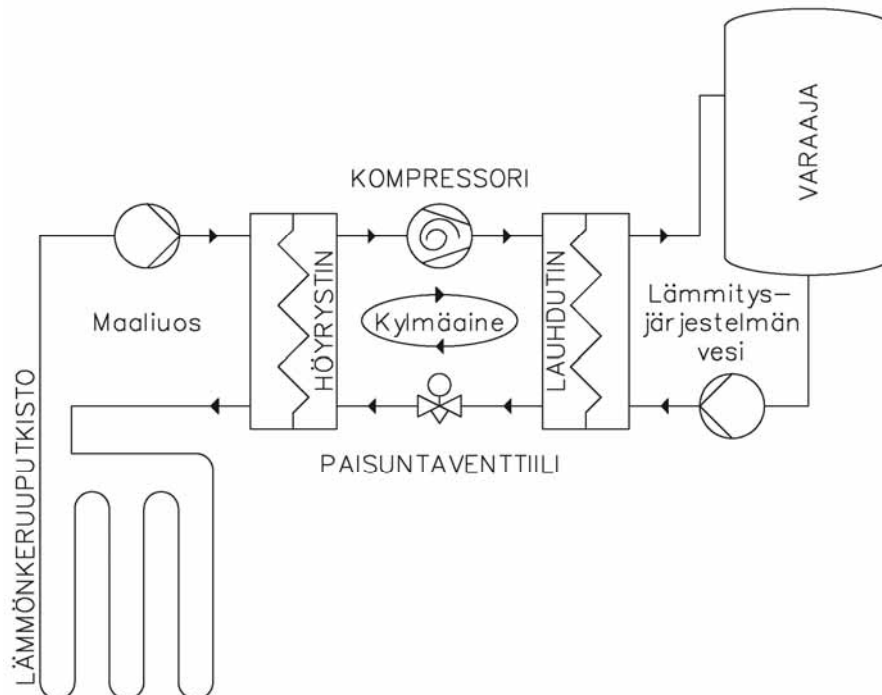 VARAAJA
KOMPRESSORI
Maaliuos
HÖYRYSTIN
Kylmäaine
LAUHDUTIN
Lämmitys-
järjestelmän
vesi
PAISUNTAVENTTIILI
LÄMMÖNKERUUPUTKISTO